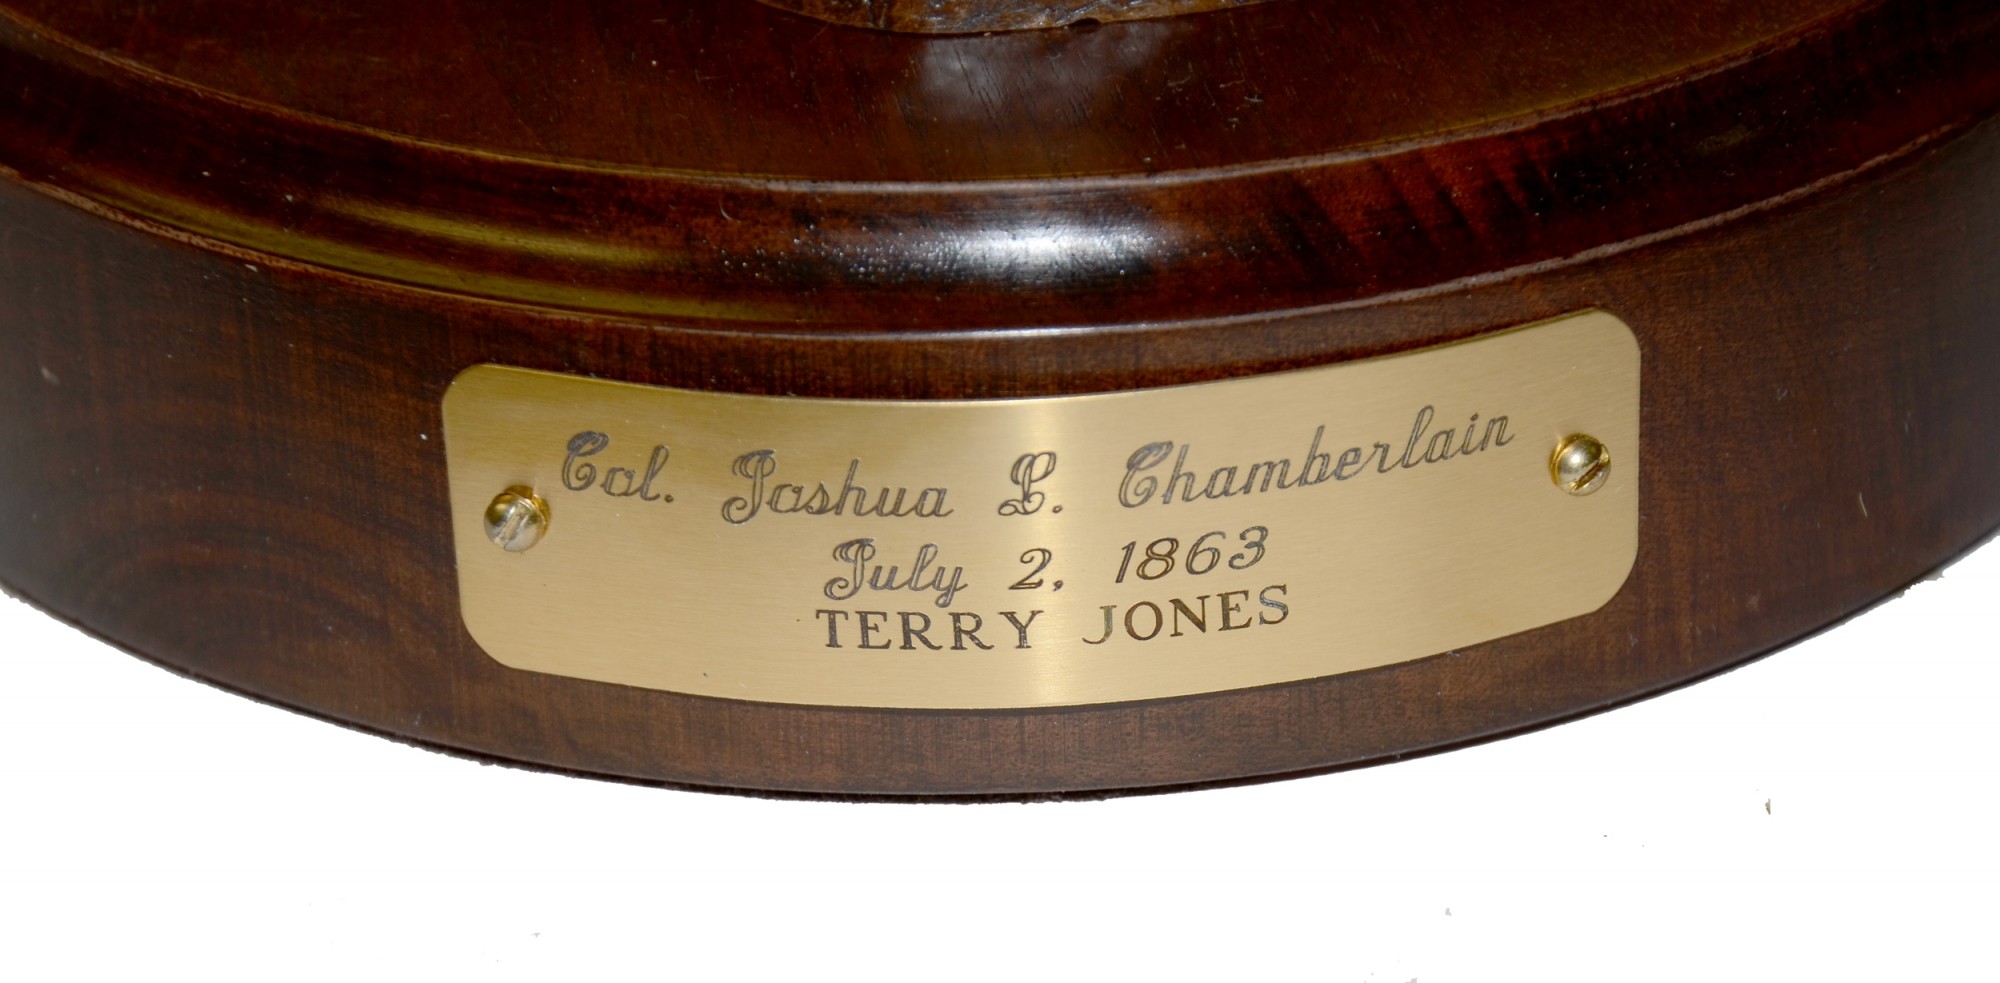 Col. Joshua L. Chamberlain
July 2, 1863
TERRY JONES